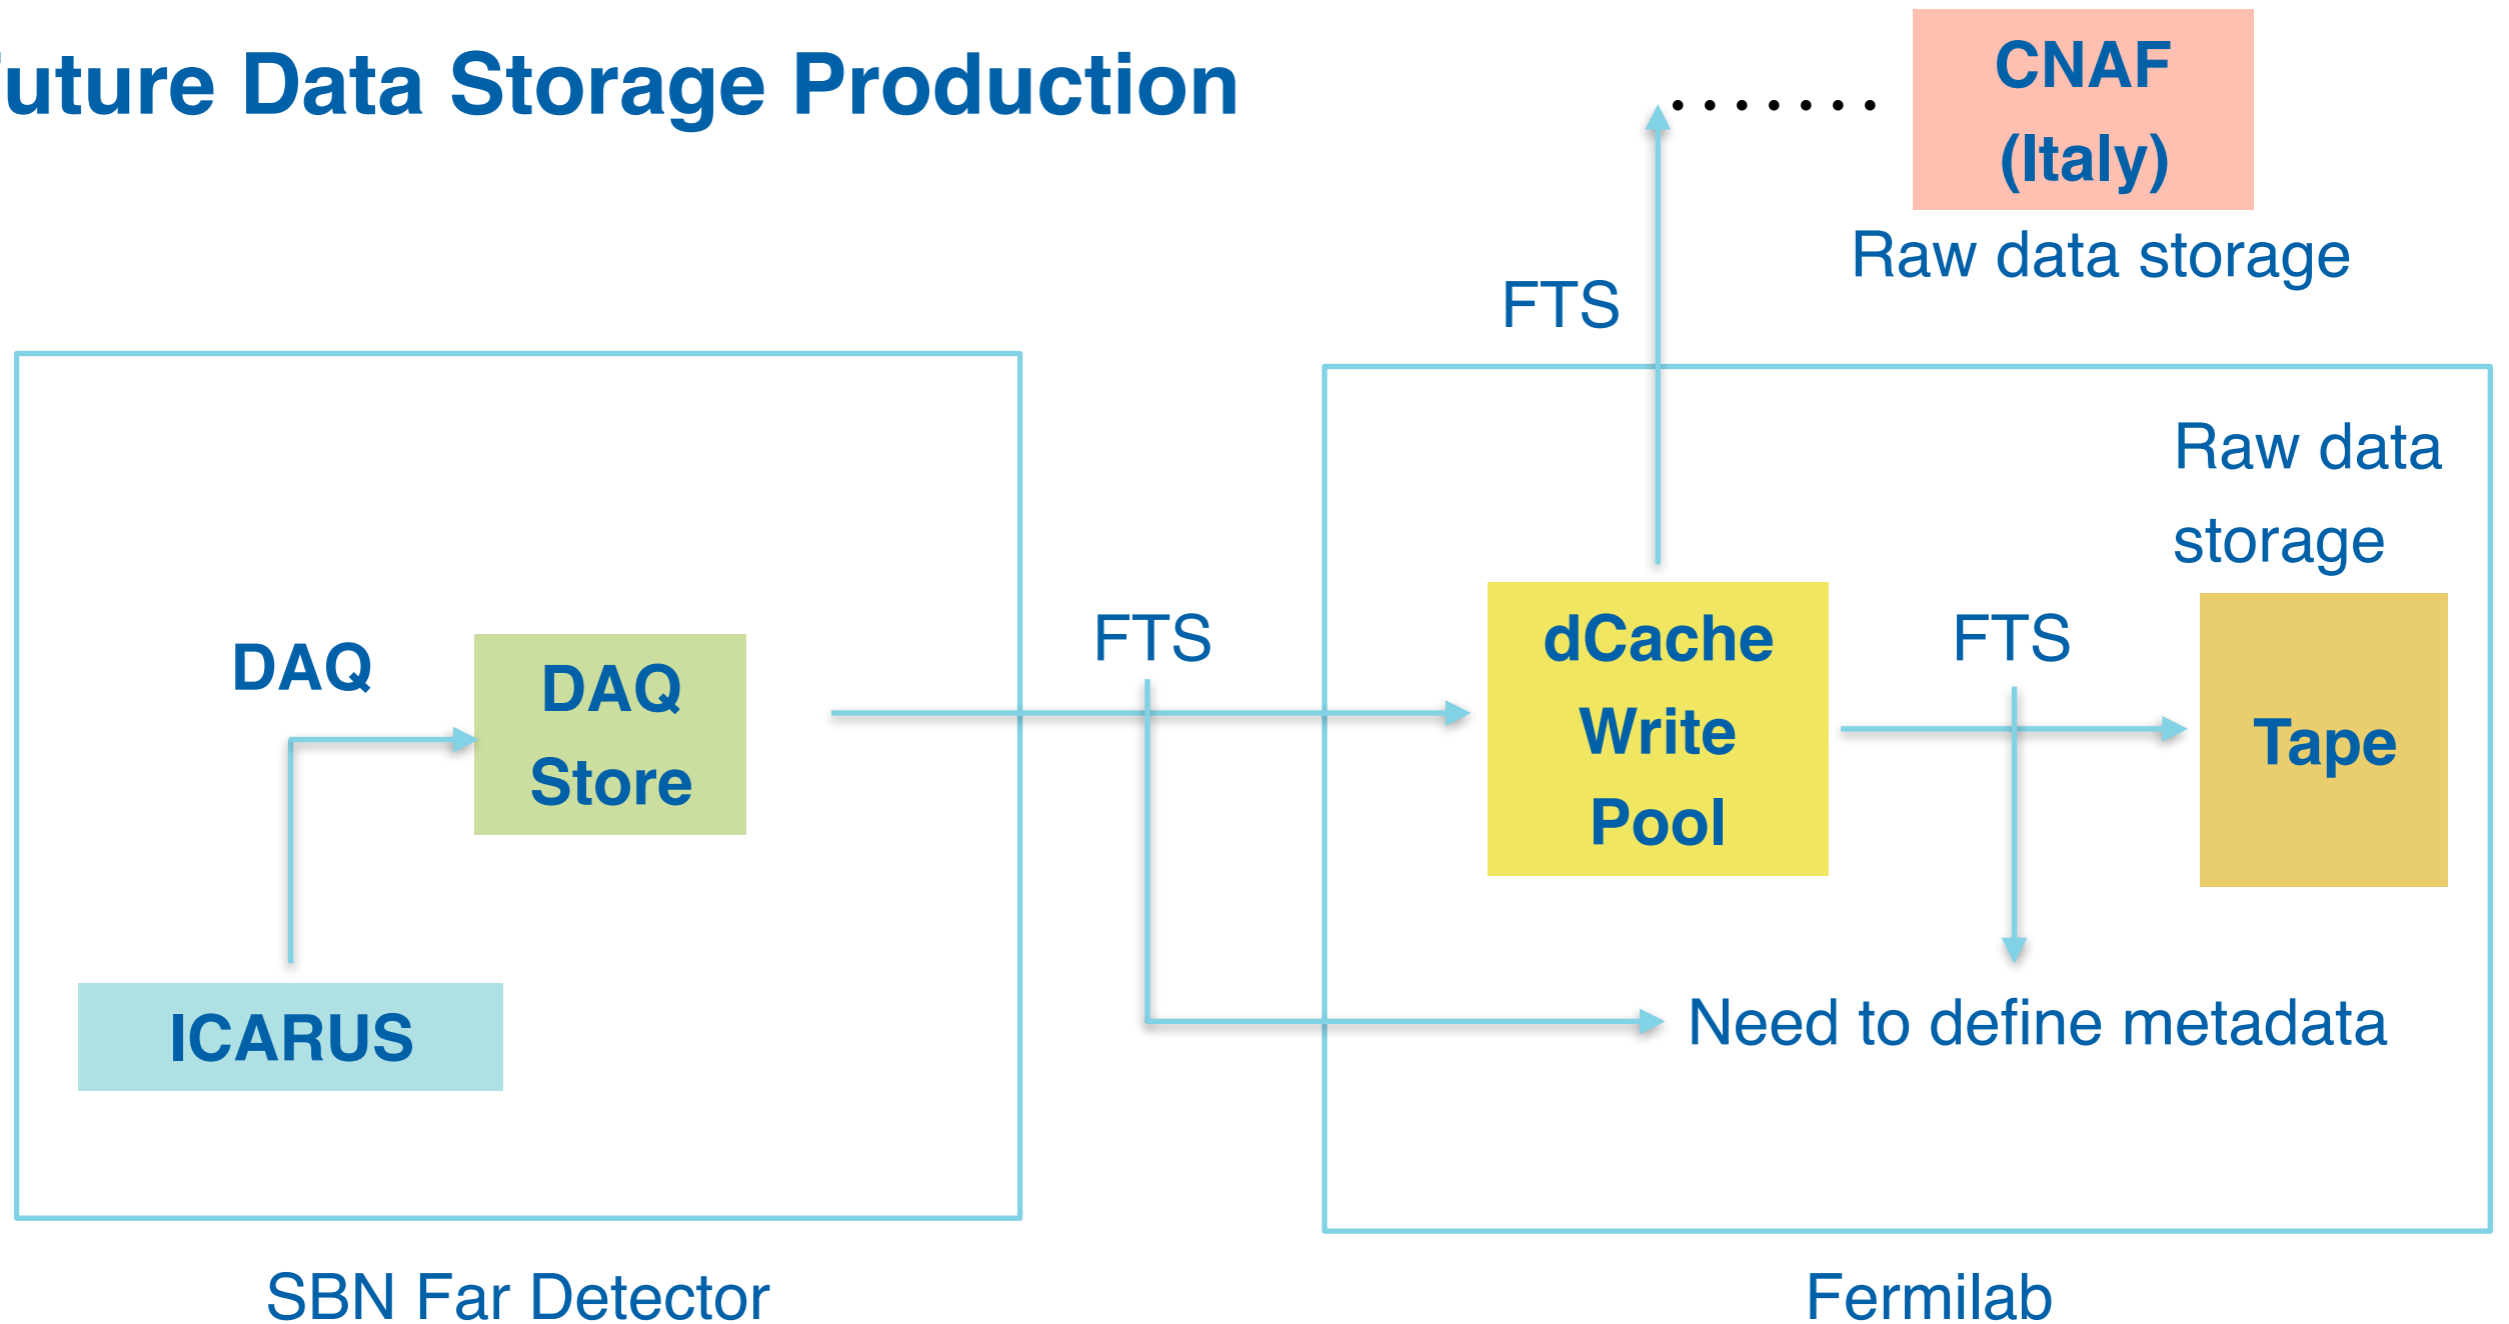 uture Data Storage Production
CNAF
(Italy)
Raw data storage
FTS
Raw data
storage
DAQ
DAQ
Store
FTS
dCache
Write
Pool
FTS
Tape
ICARUS
Need to define metadata
SBN Far Detector
Fermilab